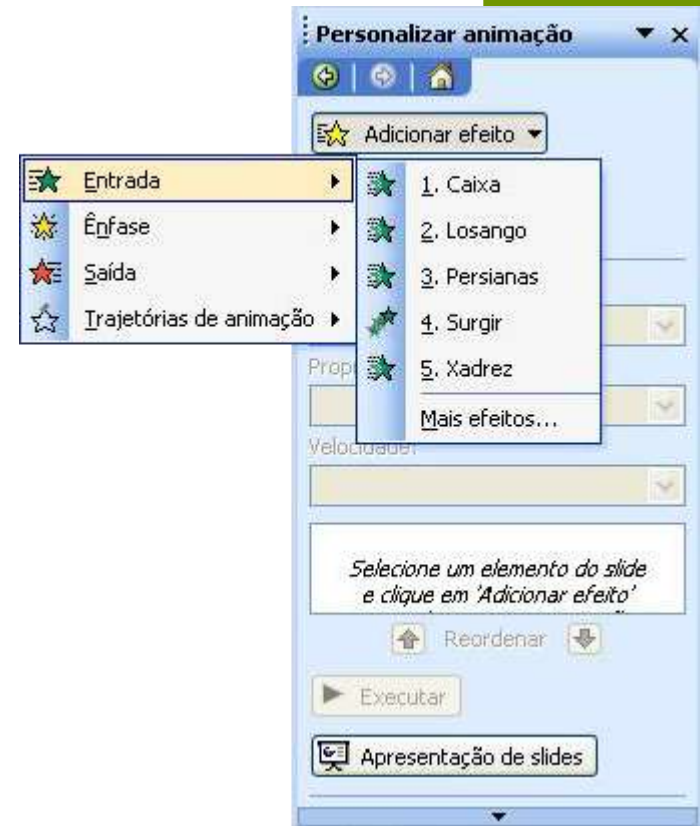 Personalizar animação
Adicionar efeito
Entrada
Ênfase
Saída
Trajetórias de animação
1. Caixa
2. Losango
3. Persianas
4. Surgir
5. Xadrez
Mais efeitos...
Velocidade:
Selecione um elemento do slide
e clique em 'Adicionar efeito'
Reordenar
Executar
Apresentação de slides